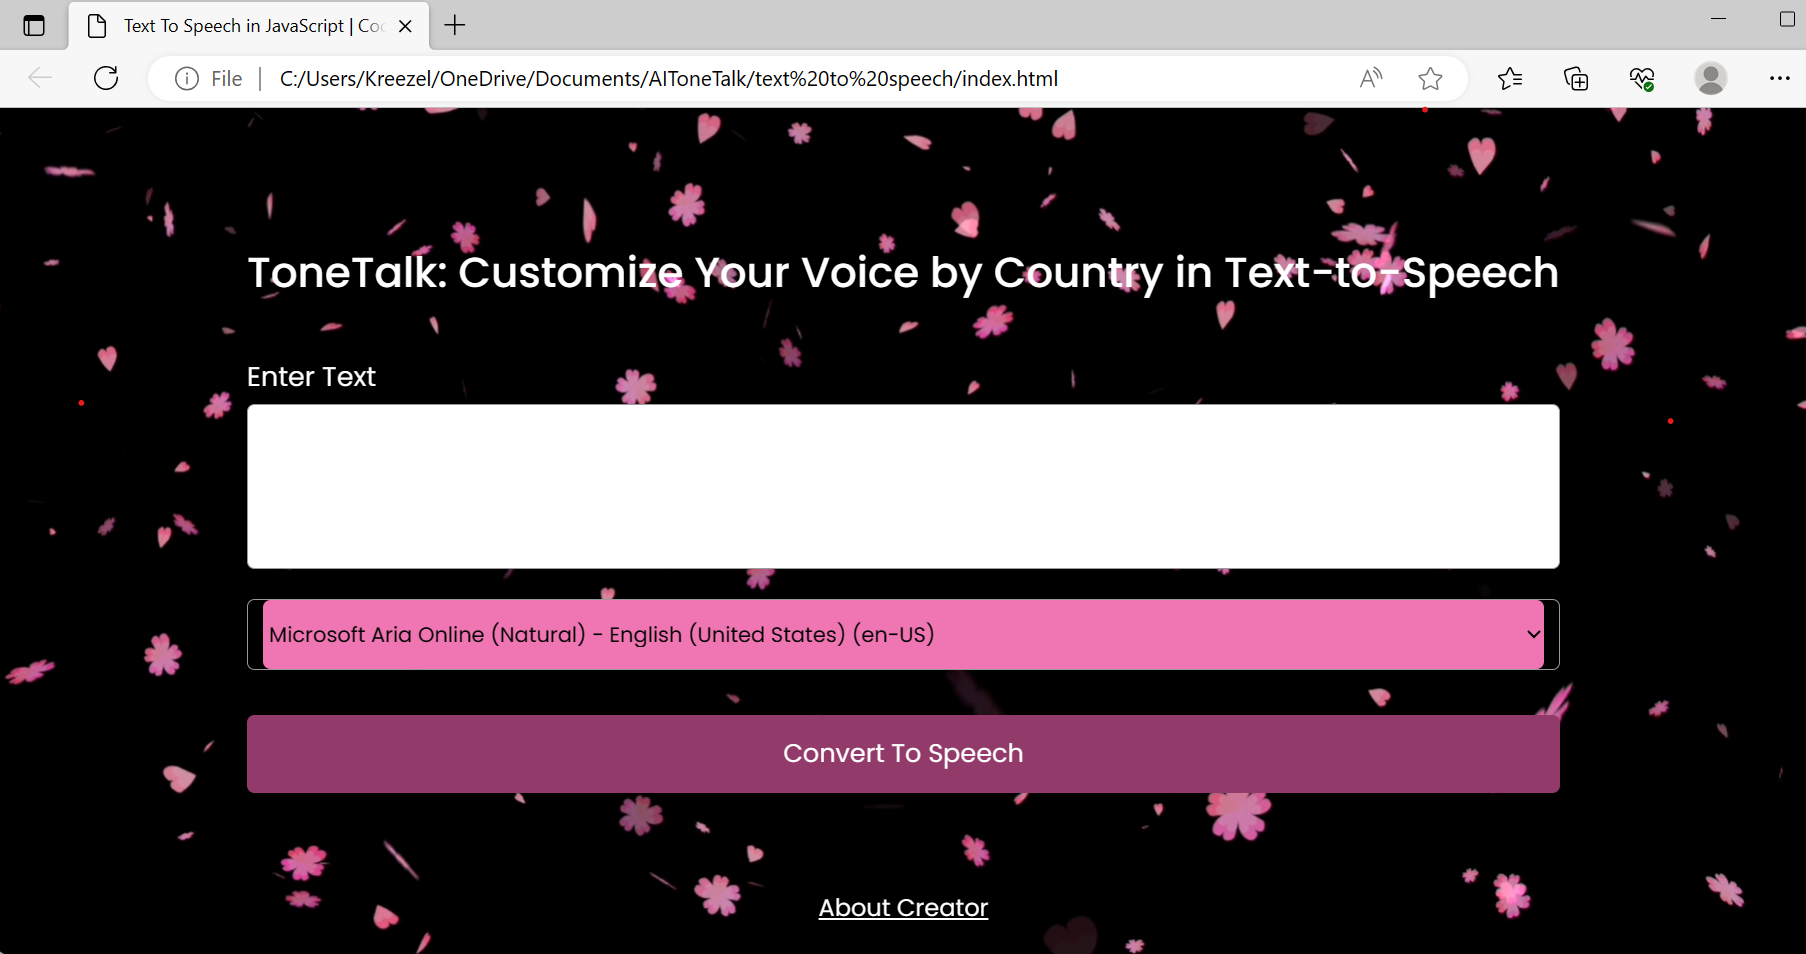 Text To Speech in JavaScript | Co
File
C:/Users/Kreezel/OneDrive/Documents/AIToneTalk/text%20to%20speech/index.html
ToneTalk: Customize Your Voice by Country in Text-to-Speech
Enter Text
Microsoft Aria Online (Natural) - English (United States) (en-US)
Convert To Speech
About Creator